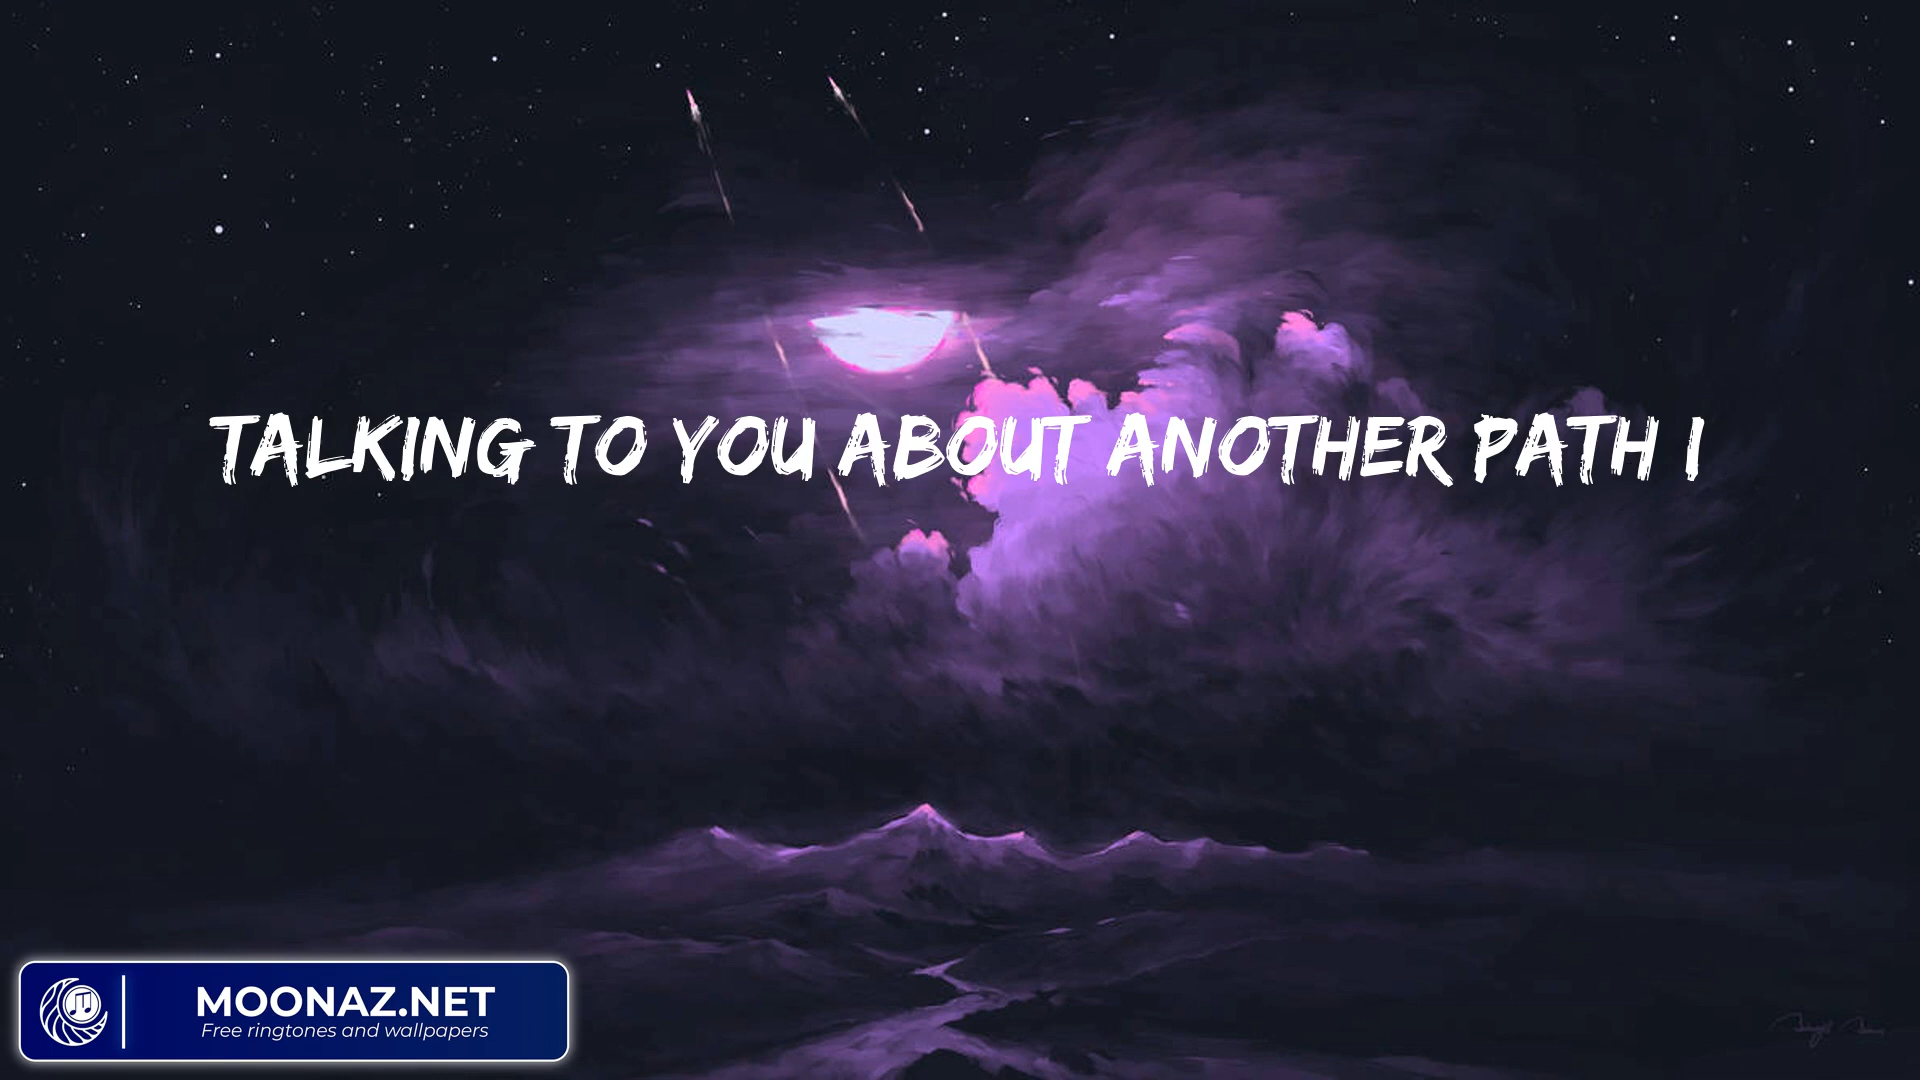 TALKING TO YOU ABOUT ANOTHER PATH I
MOONAZ.NET
Free ringtones and wallpapers